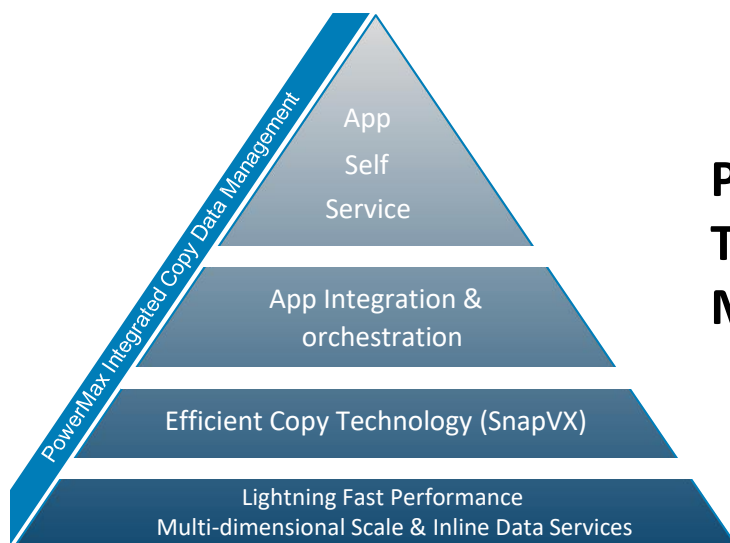 PowerMax Integrated Copy Data Management
App
Self
Service
App Integration &
orchestration
Efficient Copy Technology (SnapVX)
Lightning Fast Performance
Multi-dimensional Scale & Inline Data Services
P
T